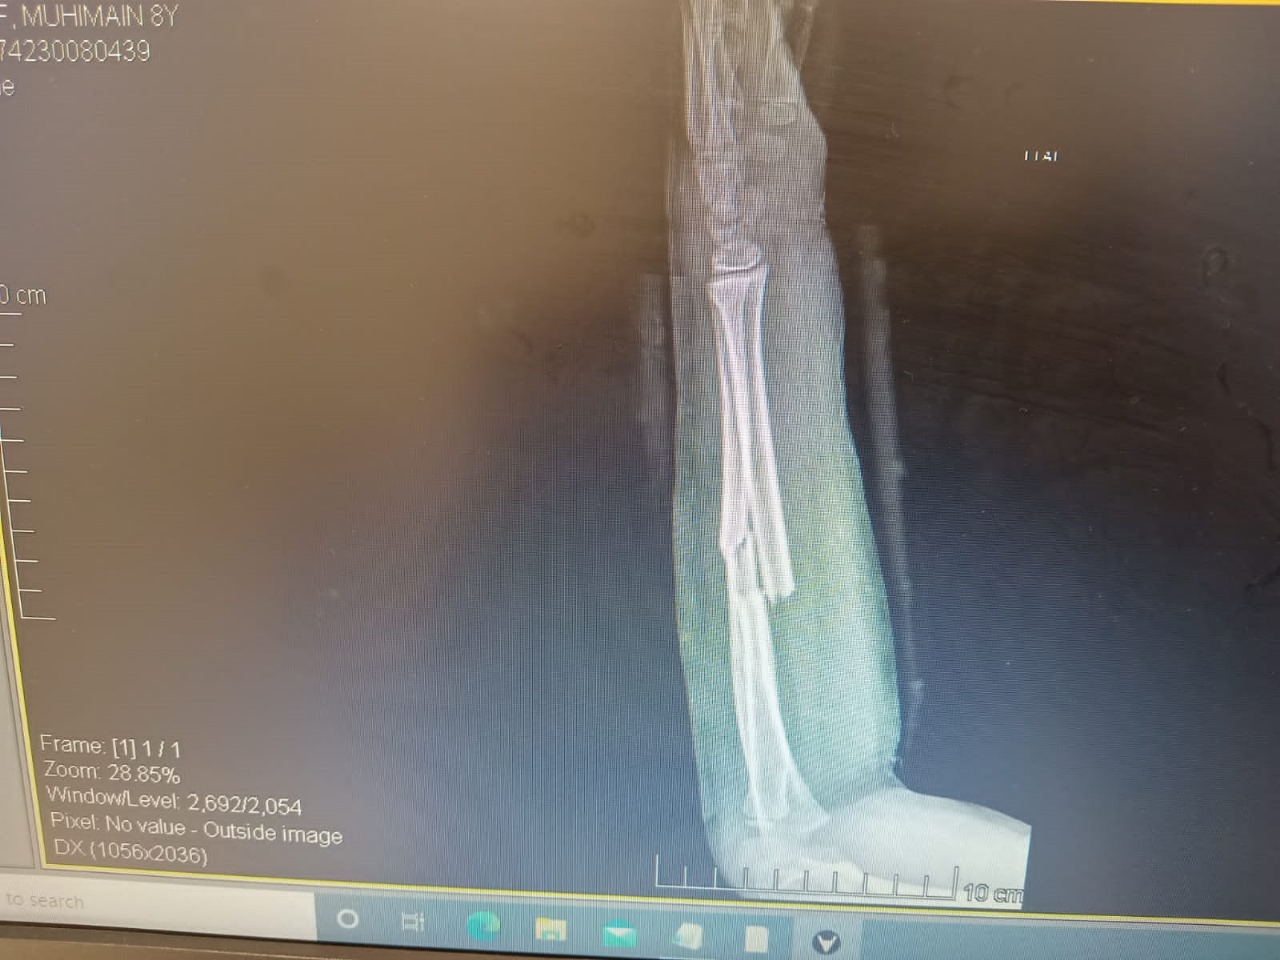 F, MUHIMAIN 8Y
74230080439
e
0 cm
Frame: [1] 1 / 1
Zoom: 28.85%
Window/Level: 2,692/2,054
Pixel: No value - Outside image
DX (1056x2036)
10 cm
to search